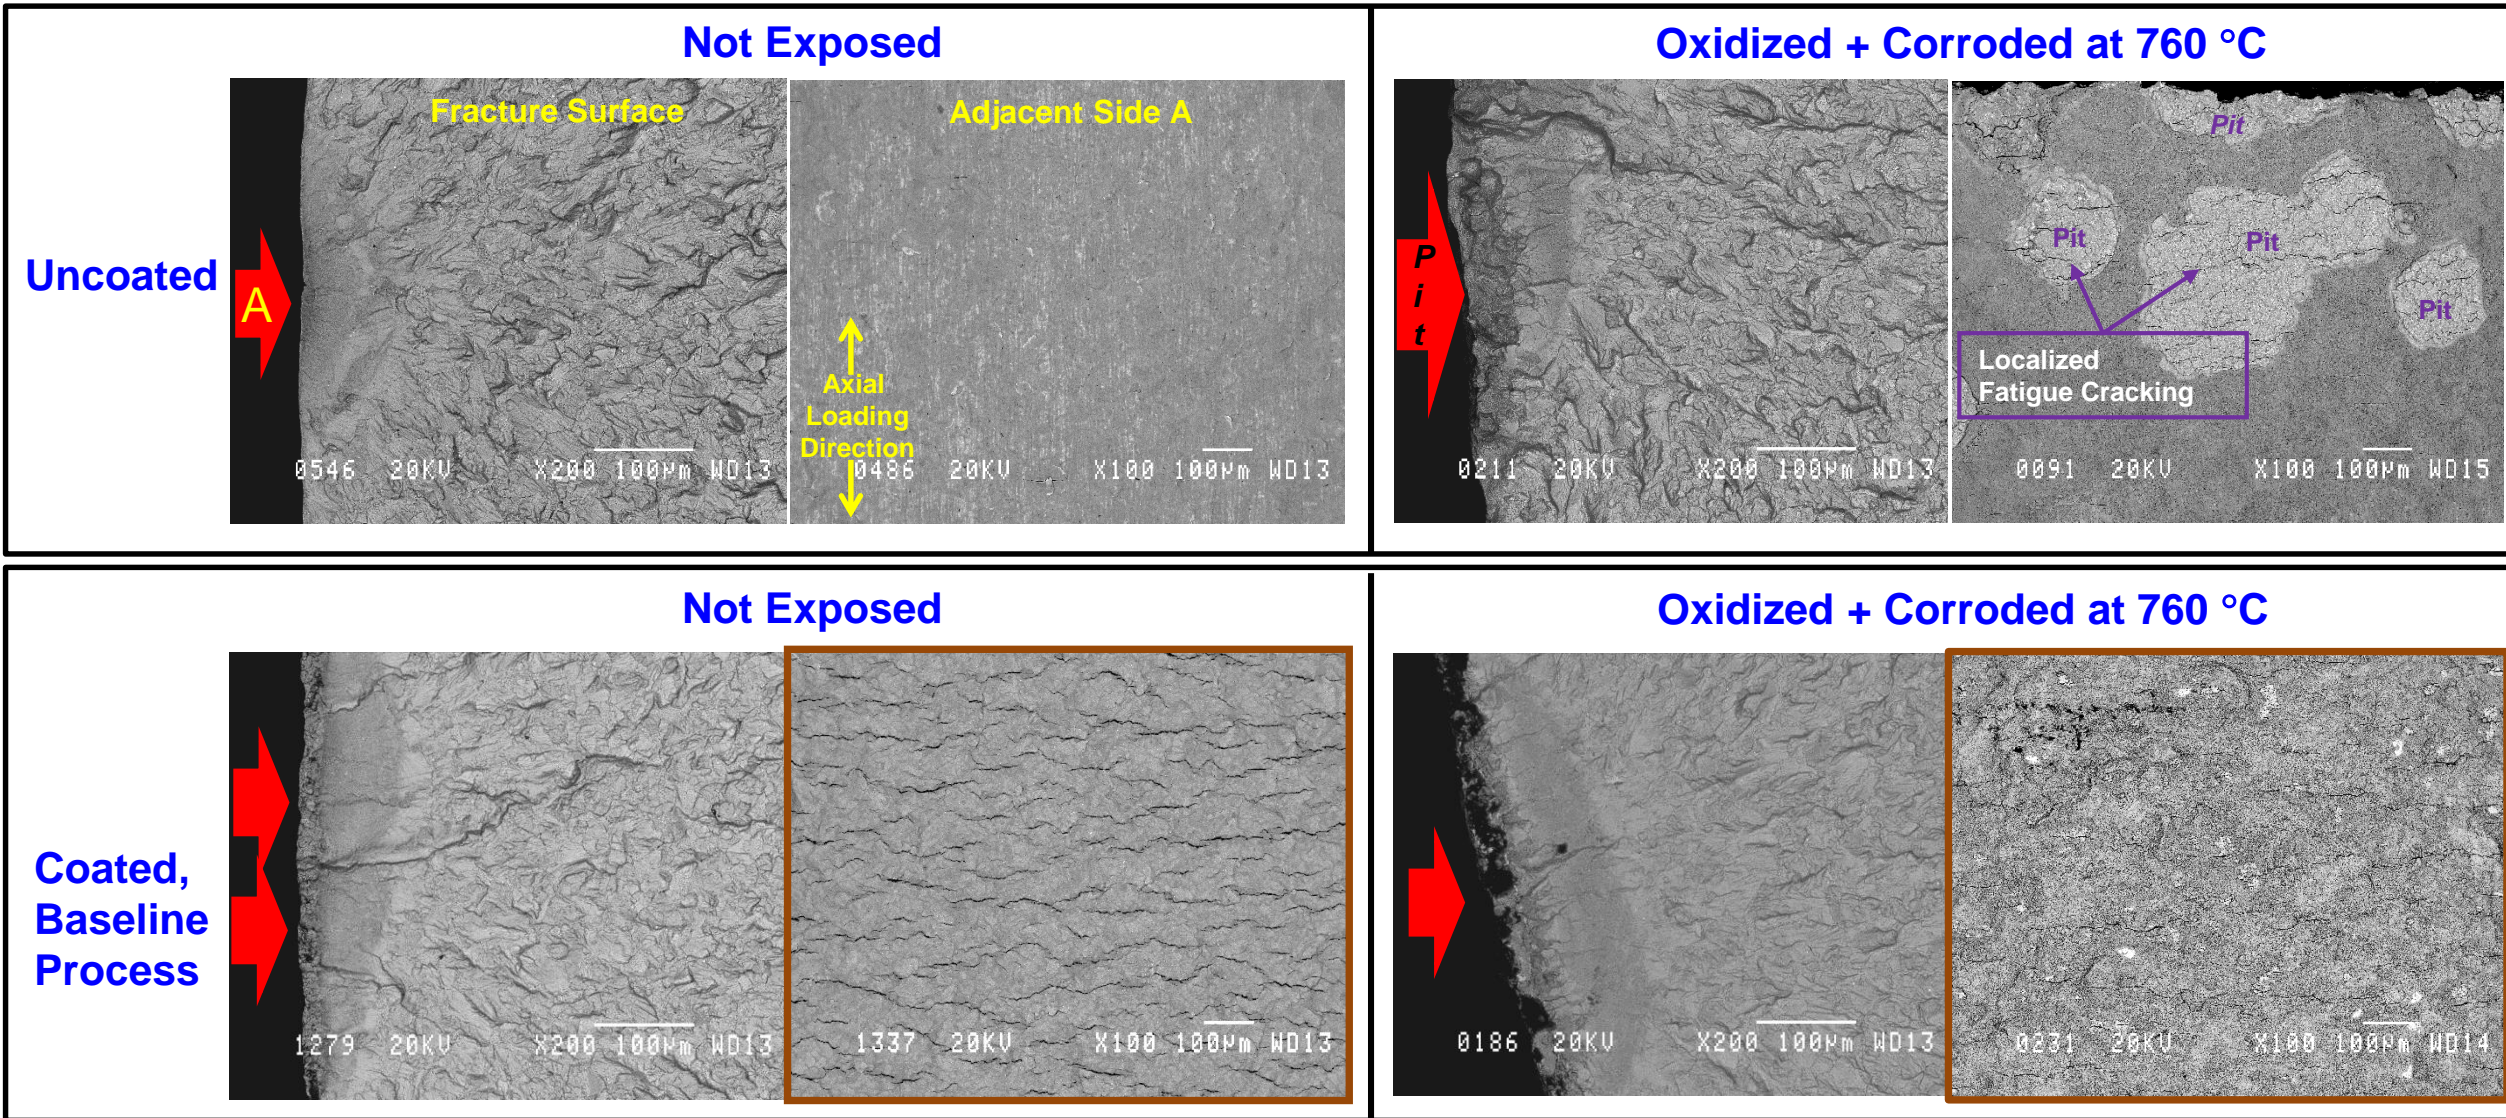 Not Exposed
Oxidized + Corroded at 760 °C
Uncoated
Fracture Surface
A
0546 20KV X200 100µm WD13
Adjacent Side A
Axial
Loading
Direction
0486 20KV X100 100µm WD13
P
i
t
0211 20KV X200 100µm WD13
Pit
Pit
Pit
Pit
Localized
Fatigue Cracking
0091 20KV X100 100µm WD15
Not Exposed
Oxidized + Corroded at 760 °C
Coated,
Baseline
Process
1279 20KV X200 100µm WD13
1337 20KV X100 100µm WD13
0186 20KV X200 100µm WD13
0231 20KV X100 100µm WD14